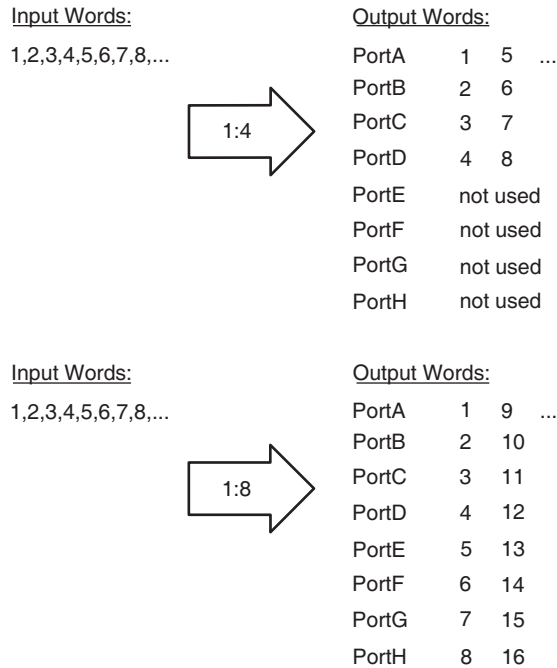 Input Words:
1,2,3,4,5,6,7,8,...
1:4
Output Words:
PortA 1 5 ...
PortB 2 6
PortC 3 7
PortD 4 8
PortE not used
PortF not used
PortG not used
PortH not used
Input Words:
1,2,3,4,5,6,7,8,...
1:8
Output Words:
PortA 1 9 ...
PortB 2 10
PortC 3 11
PortD 4 12
PortE 5 13
PortF 6 14
PortG 7 15
PortH 8 16